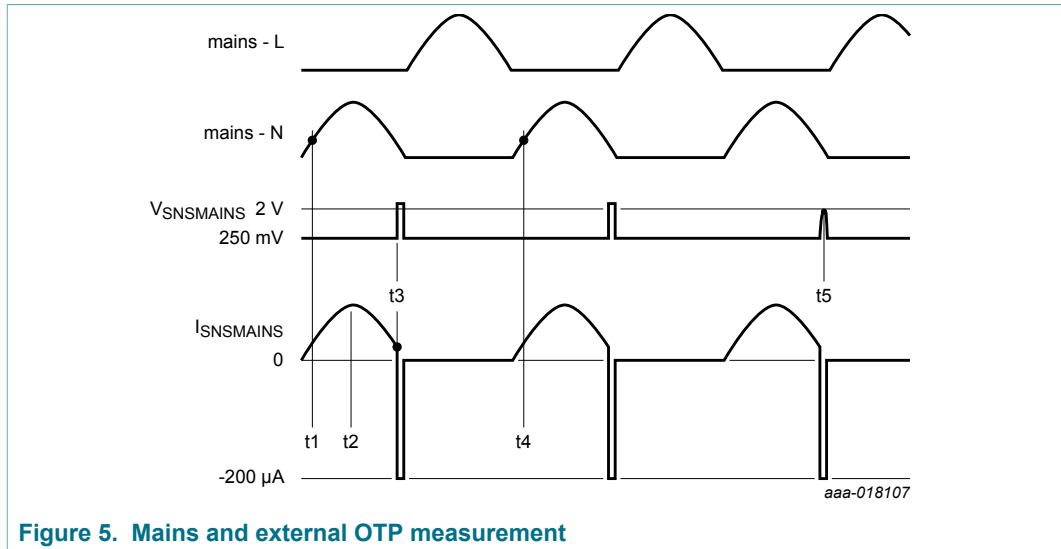 mains - L
mains - N
VSNSMAINS 2 V
250 mV
t3
t5
ISNSMAINS
0
t1
t2
t4
-200 µA
aaa-018107
Figure 5. Mains and external OTP measurement